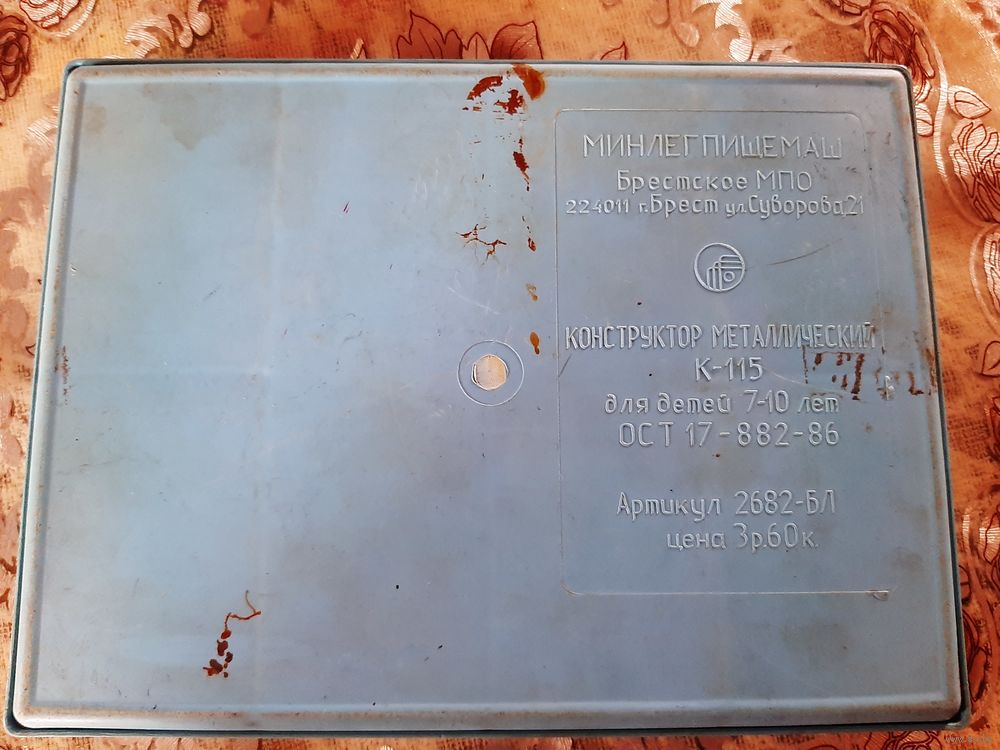 МИНЛЕГПИЩЕМАШ
Брестское МПО
224011 г.Брест ул.Суворова,21
КОНСТРУКТОР МЕТАЛЛИЧЕСКИЙ
К-115
для детей 7-10 лет
ОСТ 17-882-86
Артикул 2682-БЛ
цена 3р.60к.